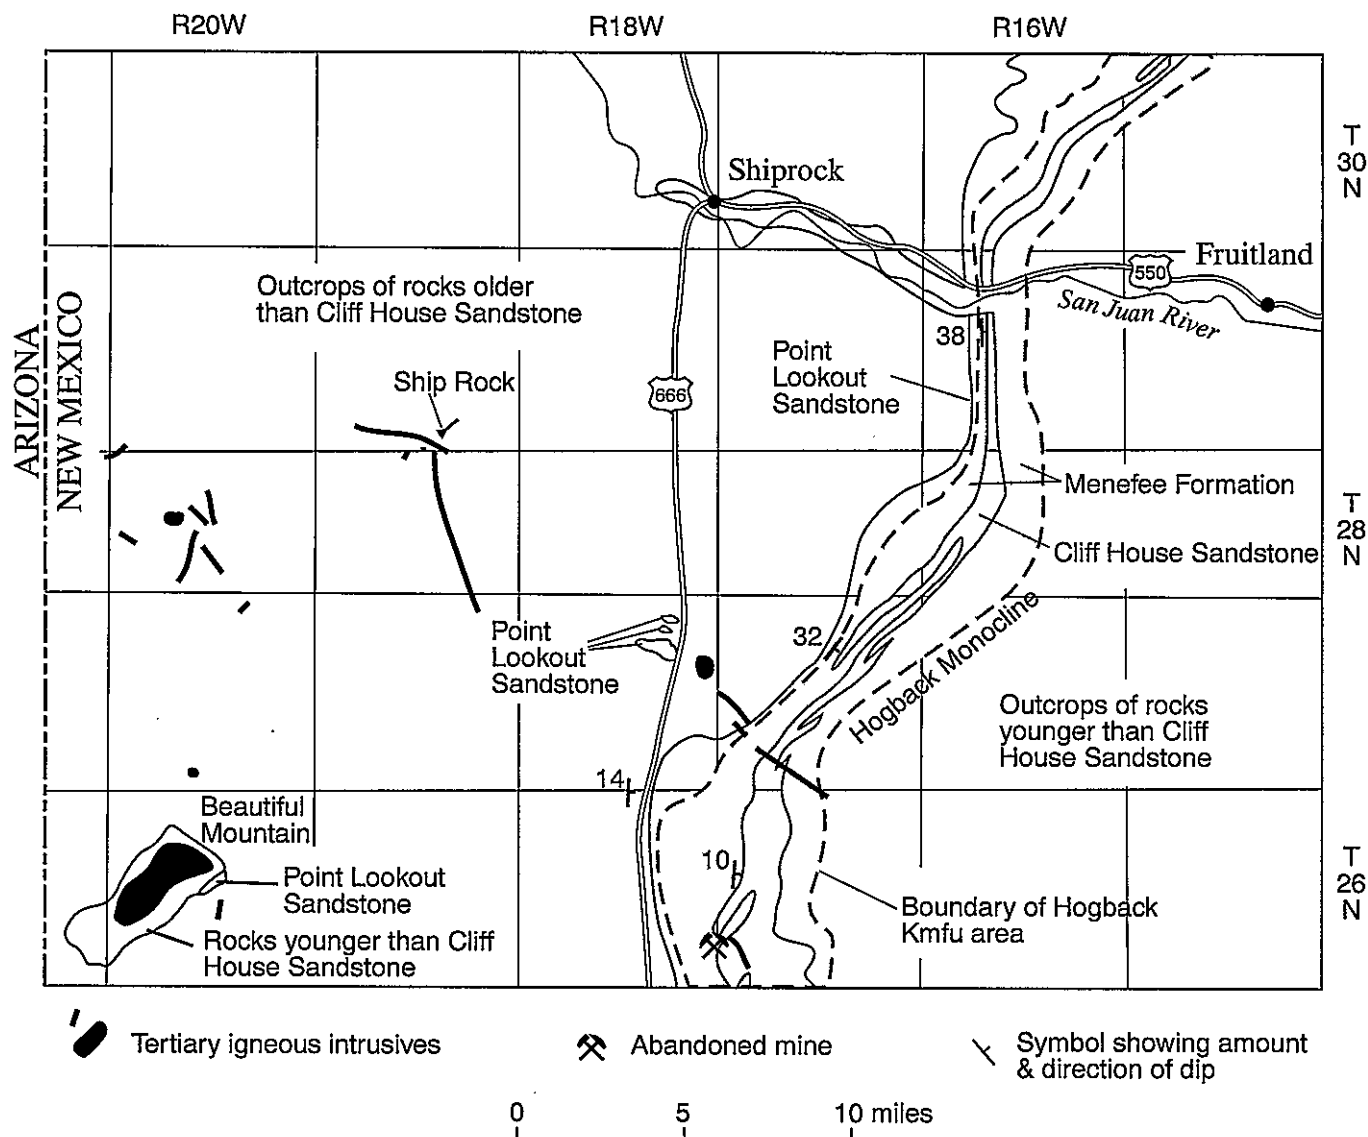 R20W
R18W
R16W
T
30
N
Shiprock
Fruitland
550
San Juan River
Outcrops of rocks older
than Cliff House Sandstone
ARIZONA
NEW MEXICO
38
Point
Lookout
Sandstone
Ship Rock
666
Menefee Formation
T
28
N
Cliff House Sandstone
Point
Lookout
Sandstone
32
Hogback Monocline
Outcrops of rocks
younger than Cliff
House Sandstone
14
Beautiful
Mountain
10
T
26
N
Point Lookout
Sandstone
Boundary of Hogback
Kmfu area
Rocks younger than Cliff
House Sandstone
Tertiary igneous intrusives
Abandoned mine
Symbol showing amount
& direction of dip
0
5
10 miles